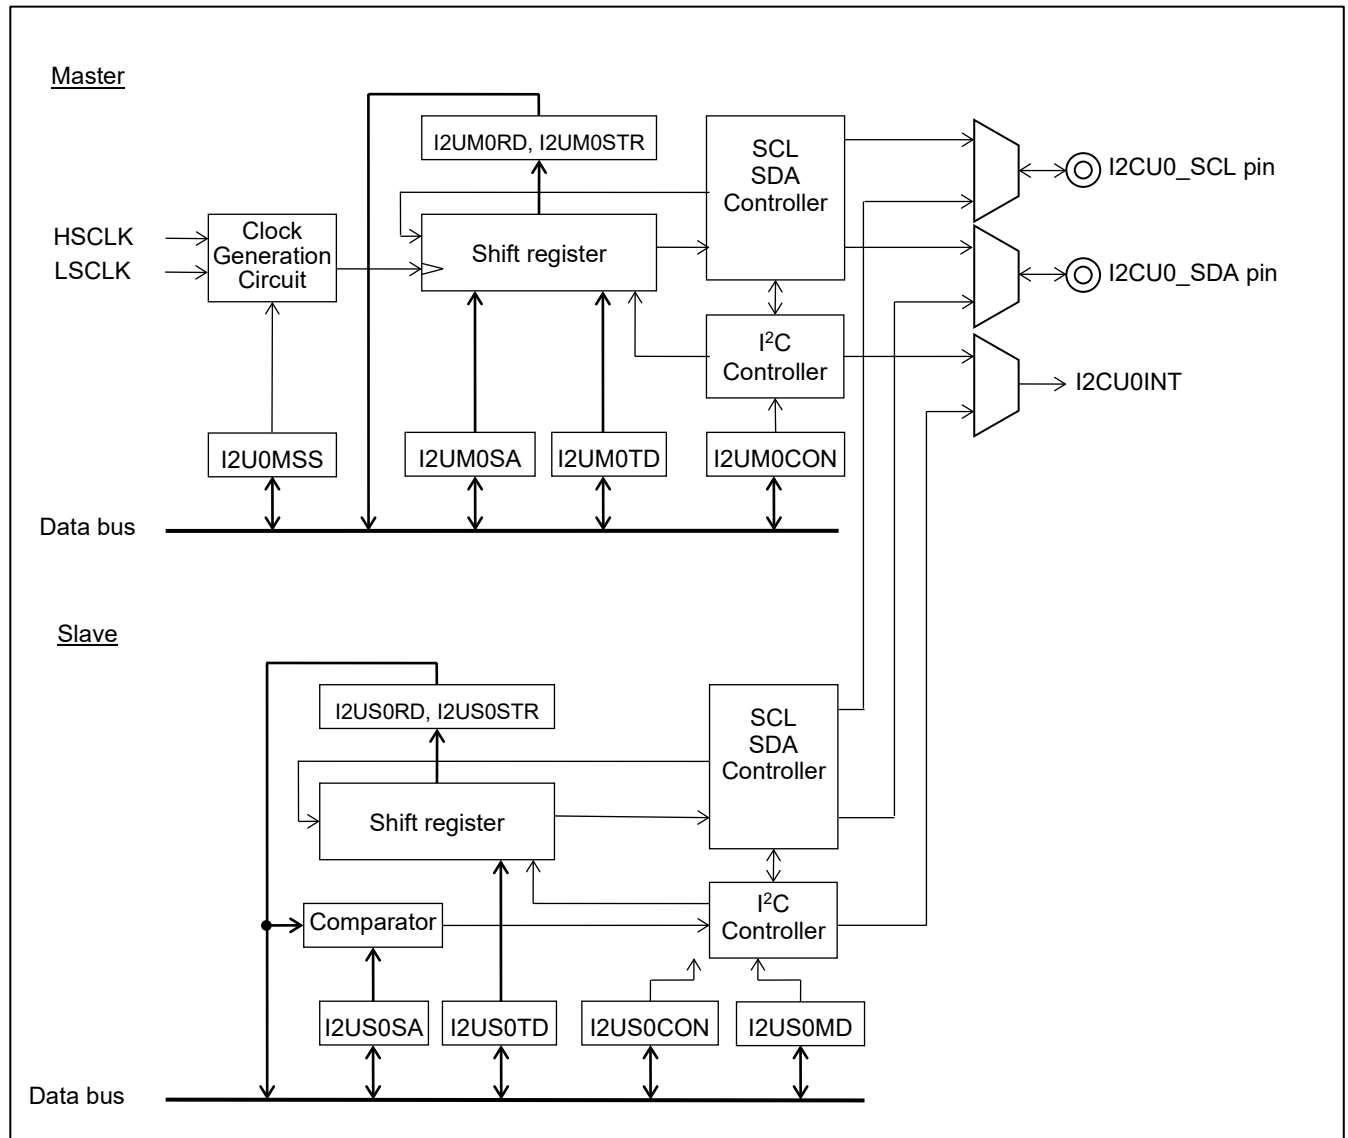 Master
I2UM0RD, I2UM0STR
SCL
SDA
Controller
I2CU0_SCL pin
HSCLK
LSCLK
Clock
Generation
Circuit
Shift register
I2CU0_SDA pin
I²C
Controller
I2CU0INT
I2U0MSS
I2UM0SA
I2UM0TD
I2UM0CON
Data bus
Slave
I2US0RD, I2US0STR
SCL
SDA
Controller
Shift register
Comparator
I²C
Controller
I2US0SA
I2US0TD
I2US0CON
I2US0MD
Data bus